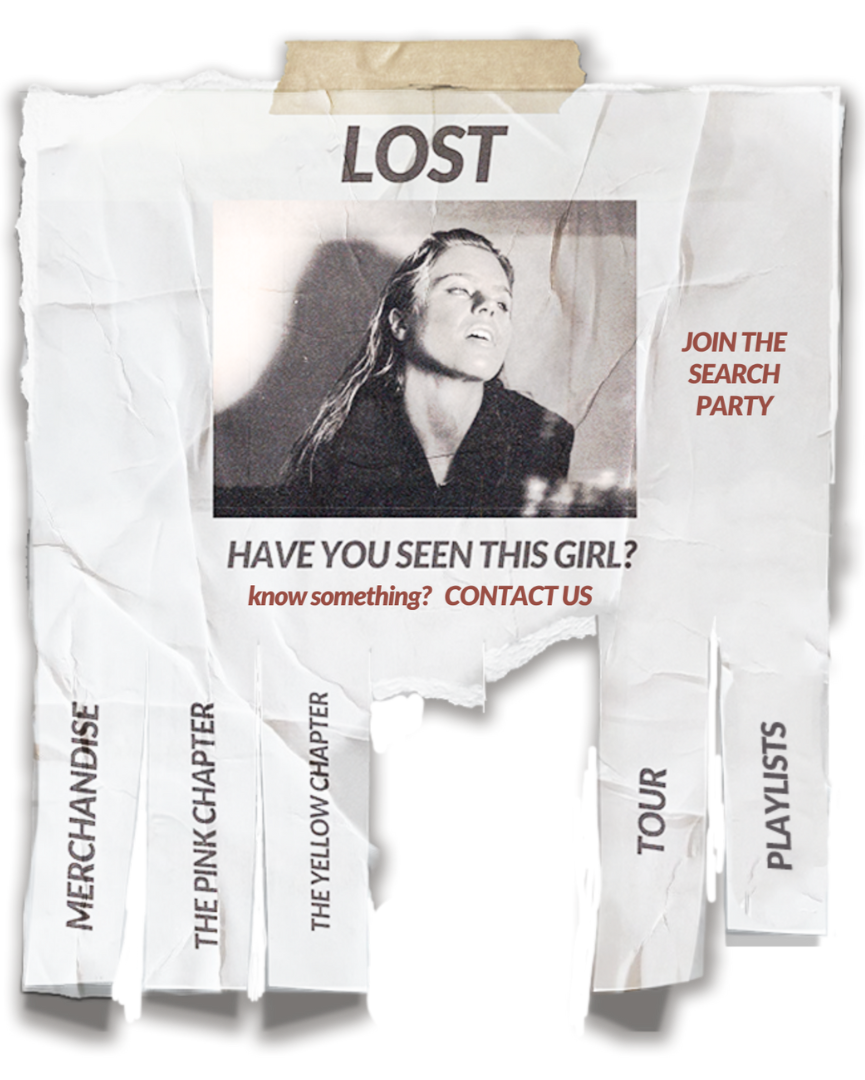 LOST
JOIN THE
SEARCH
PARTY
HAVE YOU SEEN THIS GIRL?
know something? CONTACT US
MERCHANDISE
THE PINK CHAPTER
THE YELLOW CHAPTER
TOUR
PLAYLISTS